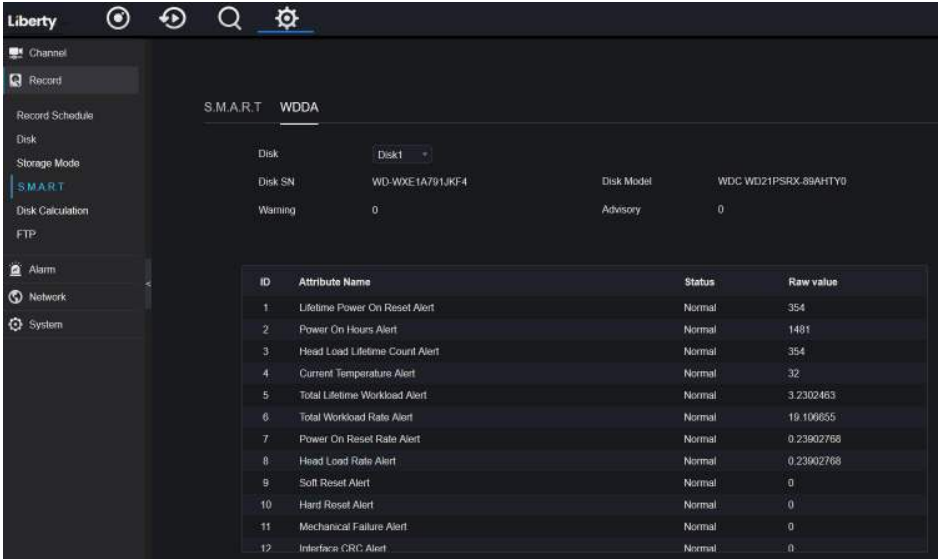 Liberty
Channel
Record
Record Schedule
Disk
Storage Mode
S.M.A.R.T
Disk Calculation
FTP
Alarm
Network
System
<
S.M.A.R.T WDDA
Disk Disk1
Disk SN WD-WXE1A791JKF4 Disk Model WDC WD21PSRX-89AHTY0
Warning 0 Advisory 0
ID Attribute Name Status Raw value
1 Lifetime Power On Reset Alert Normal 354
2 Power On Hours Alert Normal 1481
3 Head Load Lifetime Count Alert Normal 354
4 Current Temperature Alert Normal 32
5 Total Lifetime Workload Alert Normal 3.2302463
6 Total Workload Rate Alert Normal 19.106655
7 Power On Reset Rate Alert Normal 0.23902768
8 Head Load Rate Alert Normal 0.23902768
9 Soft Reset Alert Normal 0
10 Hard Reset Alert Normal 0
11 Mechanical Failure Alert Normal 0
12 Interface CRC Alert Normal 0